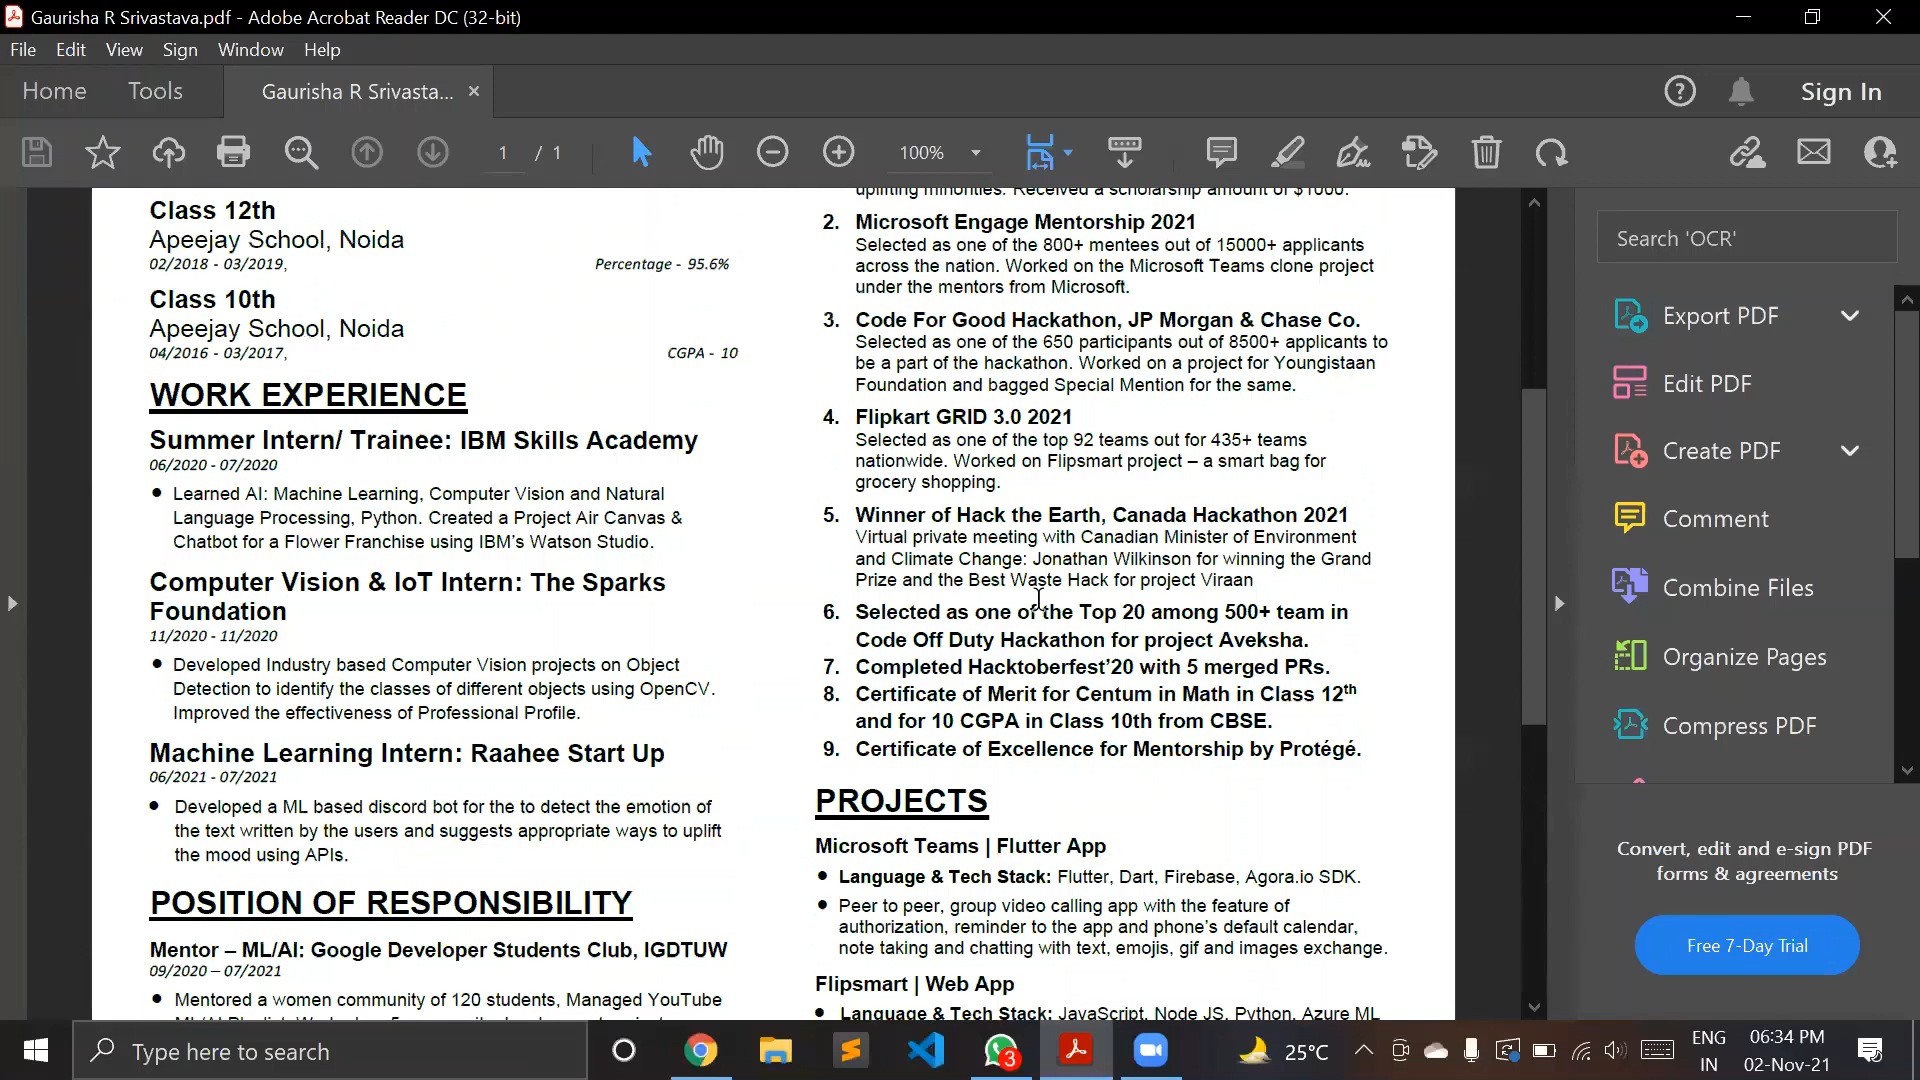 Gaurisha R Srivastava.pdf - Adobe Acrobat Reader DC (32-bit)
File Edit View Sign Window Help
Home Tools Gaurisha R Srivasta... × Sign In
1 / 1 100%
Class 12th
Apeejay School, Noida
02/2018 - 03/2019, Percentage - 95.6%
Class 10th
Apeejay School, Noida
04/2016 - 03/2017, CGPA - 10
WORK EXPERIENCE
Summer Intern/ Trainee: IBM Skills Academy
06/2020 - 07/2020
● Learned AI: Machine Learning, Computer Vision and Natural
Language Processing, Python. Created a Project Air Canvas &
Chatbot for a Flower Franchise using IBM's Watson Studio.
Computer Vision & IoT Intern: The Sparks
Foundation
11/2020 - 11/2020
● Developed Industry based Computer Vision projects on Object
Detection to identify the classes of different objects using OpenCV.
Improved the effectiveness of Professional Profile.
Machine Learning Intern: Raahee Start Up
06/2021 - 07/2021
● Developed a ML based discord bot for the to detect the emotion of
the text written by the users and suggests appropriate ways to uplift
the mood using APIs.
POSITION OF RESPONSIBILITY
Mentor – ML/AI: Google Developer Students Club, IGDTUW
09/2020 – 07/2021
● Mentored a women community of 120 students, Managed YouTube
uplifting minorities. Received a scholarship amount of $1000.
2. Microsoft Engage Mentorship 2021
Selected as one of the 800+ mentees out of 15000+ applicants
across the nation. Worked on the Microsoft Teams clone project
under the mentors from Microsoft.
3. Code For Good Hackathon, JP Morgan & Chase Co.
Selected as one of the 650 participants out of 8500+ applicants to
be a part of the hackathon. Worked on a project for Youngistaan
Foundation and bagged Special Mention for the same.
4. Flipkart GRID 3.0 2021
Selected as one of the top 92 teams out for 435+ teams
nationwide. Worked on Flipsmart project – a smart bag for
grocery shopping.
5. Winner of Hack the Earth, Canada Hackathon 2021
Virtual private meeting with Canadian Minister of Environment
and Climate Change: Jonathan Wilkinson for winning the Grand
Prize and the Best Waste Hack for project Viraan
6. Selected as one of the Top 20 among 500+ team in
Code Off Duty Hackathon for project Aveksha.
7. Completed Hacktoberfest'20 with 5 merged PRs.
8. Certificate of Merit for Centum in Math in Class 12th
and for 10 CGPA in Class 10th from CBSE.
9. Certificate of Excellence for Mentorship by Protégé.
PROJECTS
Microsoft Teams | Flutter App
● Language & Tech Stack: Flutter, Dart, Firebase, Agora.io SDK.
● Peer to peer, group video calling app with the feature of
authorization, reminder to the app and phone's default calendar,
note taking and chatting with text, emojis, gif and images exchange.
Flipsmart | Web App
● Language & Tech Stack: JavaScript, Node JS, Python, Azure ML
Search 'OCR'
Export PDF
Edit PDF
Create PDF
Comment
Combine Files
Organize Pages
Compress PDF
Convert, edit and e-sign PDF
forms & agreements
Free 7-Day Trial
Type here to search
3
25°C
ENG
IN
06:34 PM
02-Nov-21